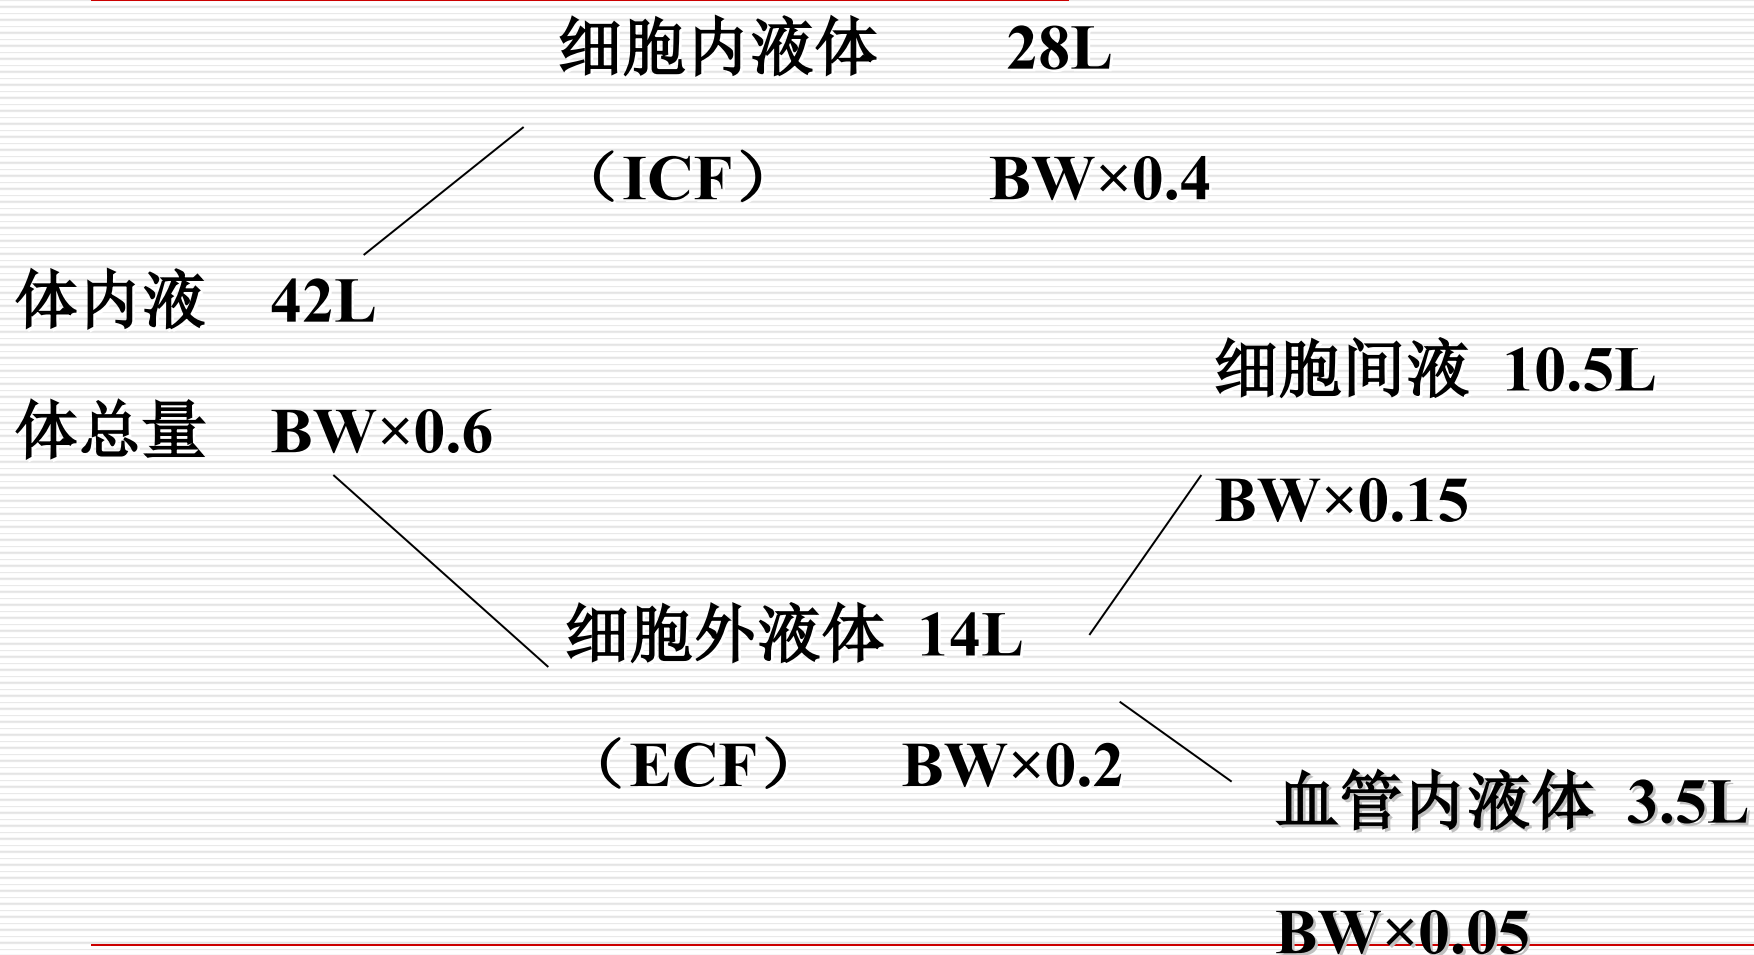 细胞内液体 28L
（ICF） BW×0.4
体内液 42L
体总量 BW×0.6
细胞间液 10.5L
BW×0.15
细胞外液体 14L
（ECF） BW×0.2
血管内液体 3.5L
BW×0.05